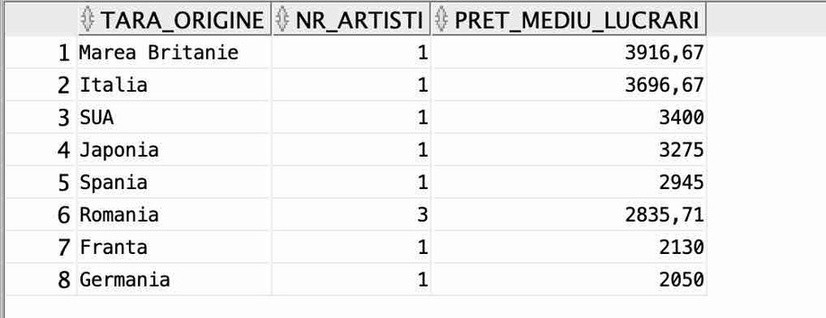 TARA_ORIGINE NR_ARTISTI PRET_MEDIU_LUCRARI
1 Marea Britanie 1 3916,67
2 Italia 1 3696,67
3 SUA 1 3400
4 Japonia 1 3275
5 Spania 1 2945
6 Romania 3 2835,71
7 Franta 1 2130
8 Germania 1 2050